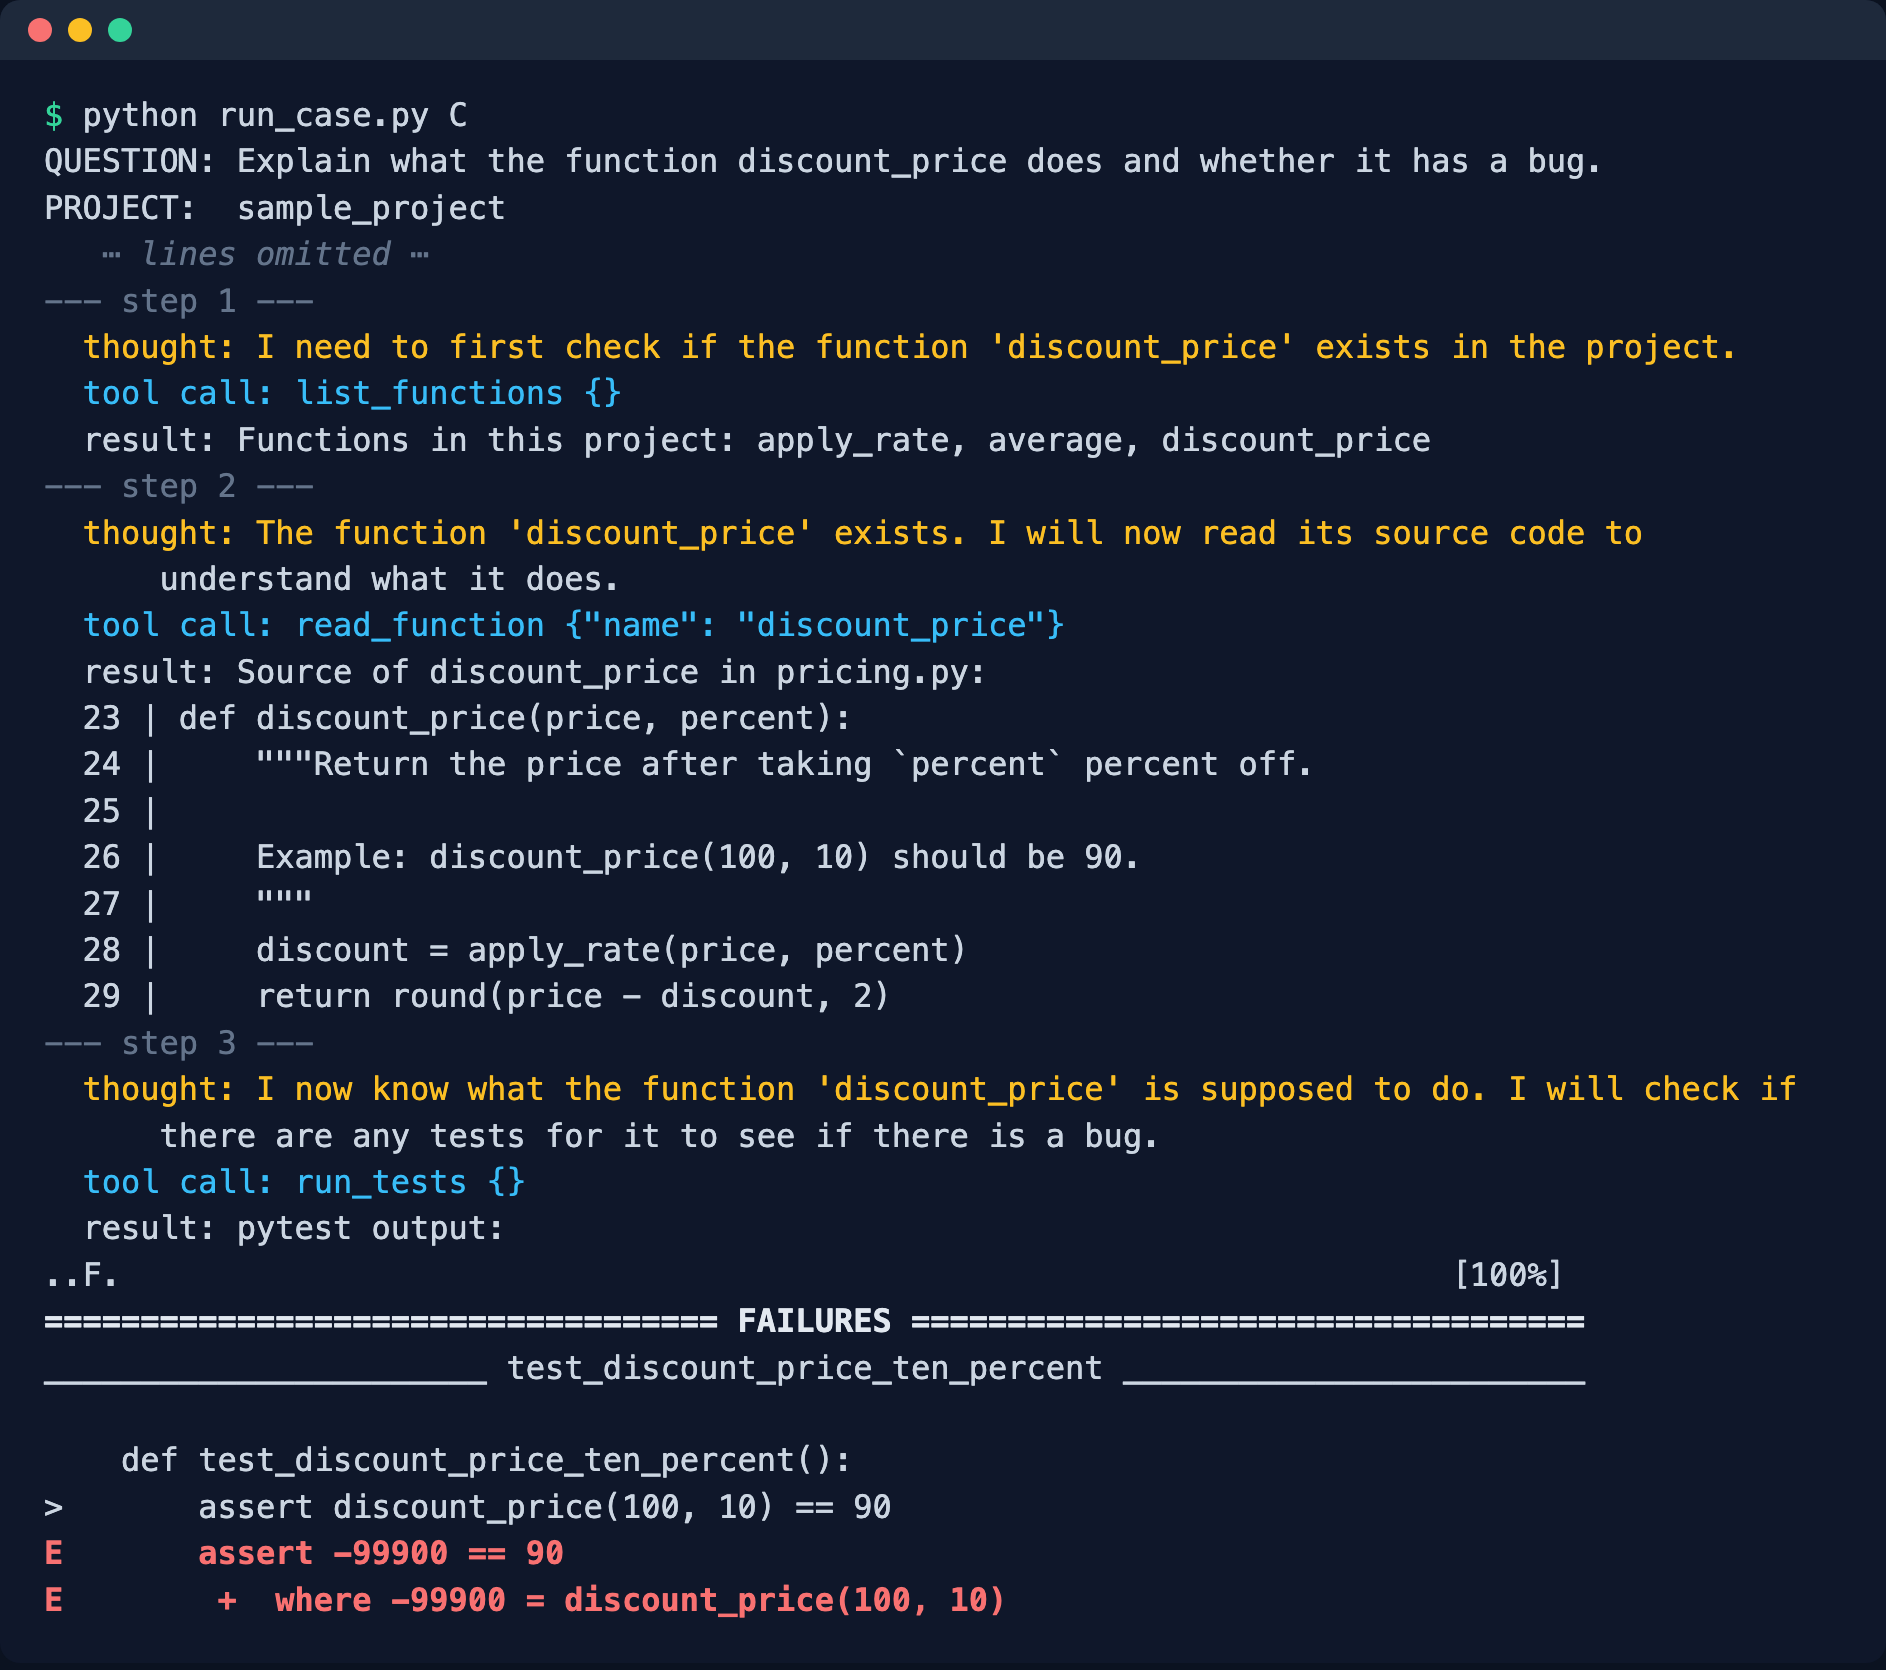 $ python run_case.py C
QUESTION: Explain what the function discount_price does and whether it has a bug.
PROJECT:  sample_project
   ⋯ lines omitted ⋯
--- step 1 ---
  thought: I need to first check if the function 'discount_price' exists in the project.
  tool call: list_functions {}
  result: Functions in this project: apply_rate, average, discount_price
--- step 2 ---
  thought: The function 'discount_price' exists. I will now read its source code to
      understand what it does.
  tool call: read_function {"name": "discount_price"}
  result: Source of discount_price in pricing.py:
  23 | def discount_price(price, percent):
  24 |     """Return the price after taking `percent` percent off.
  25 |
  26 |     Example: discount_price(100, 10) should be 90.
  27 |     """
  28 |     discount = apply_rate(price, percent)
  29 |     return round(price - discount, 2)
--- step 3 ---
  thought: I now know what the function 'discount_price' is supposed to do. I will check if
      there are any tests for it to see if there is a bug.
  tool call: run_tests {}
  result: pytest output:
..F.                                                                     [100%]
=================================== FAILURES ===================================
_______________________ test_discount_price_ten_percent ________________________

    def test_discount_price_ten_percent():
>       assert discount_price(100, 10) == 90
E       assert -99900 == 90
E        +  where -99900 = discount_price(100, 10)